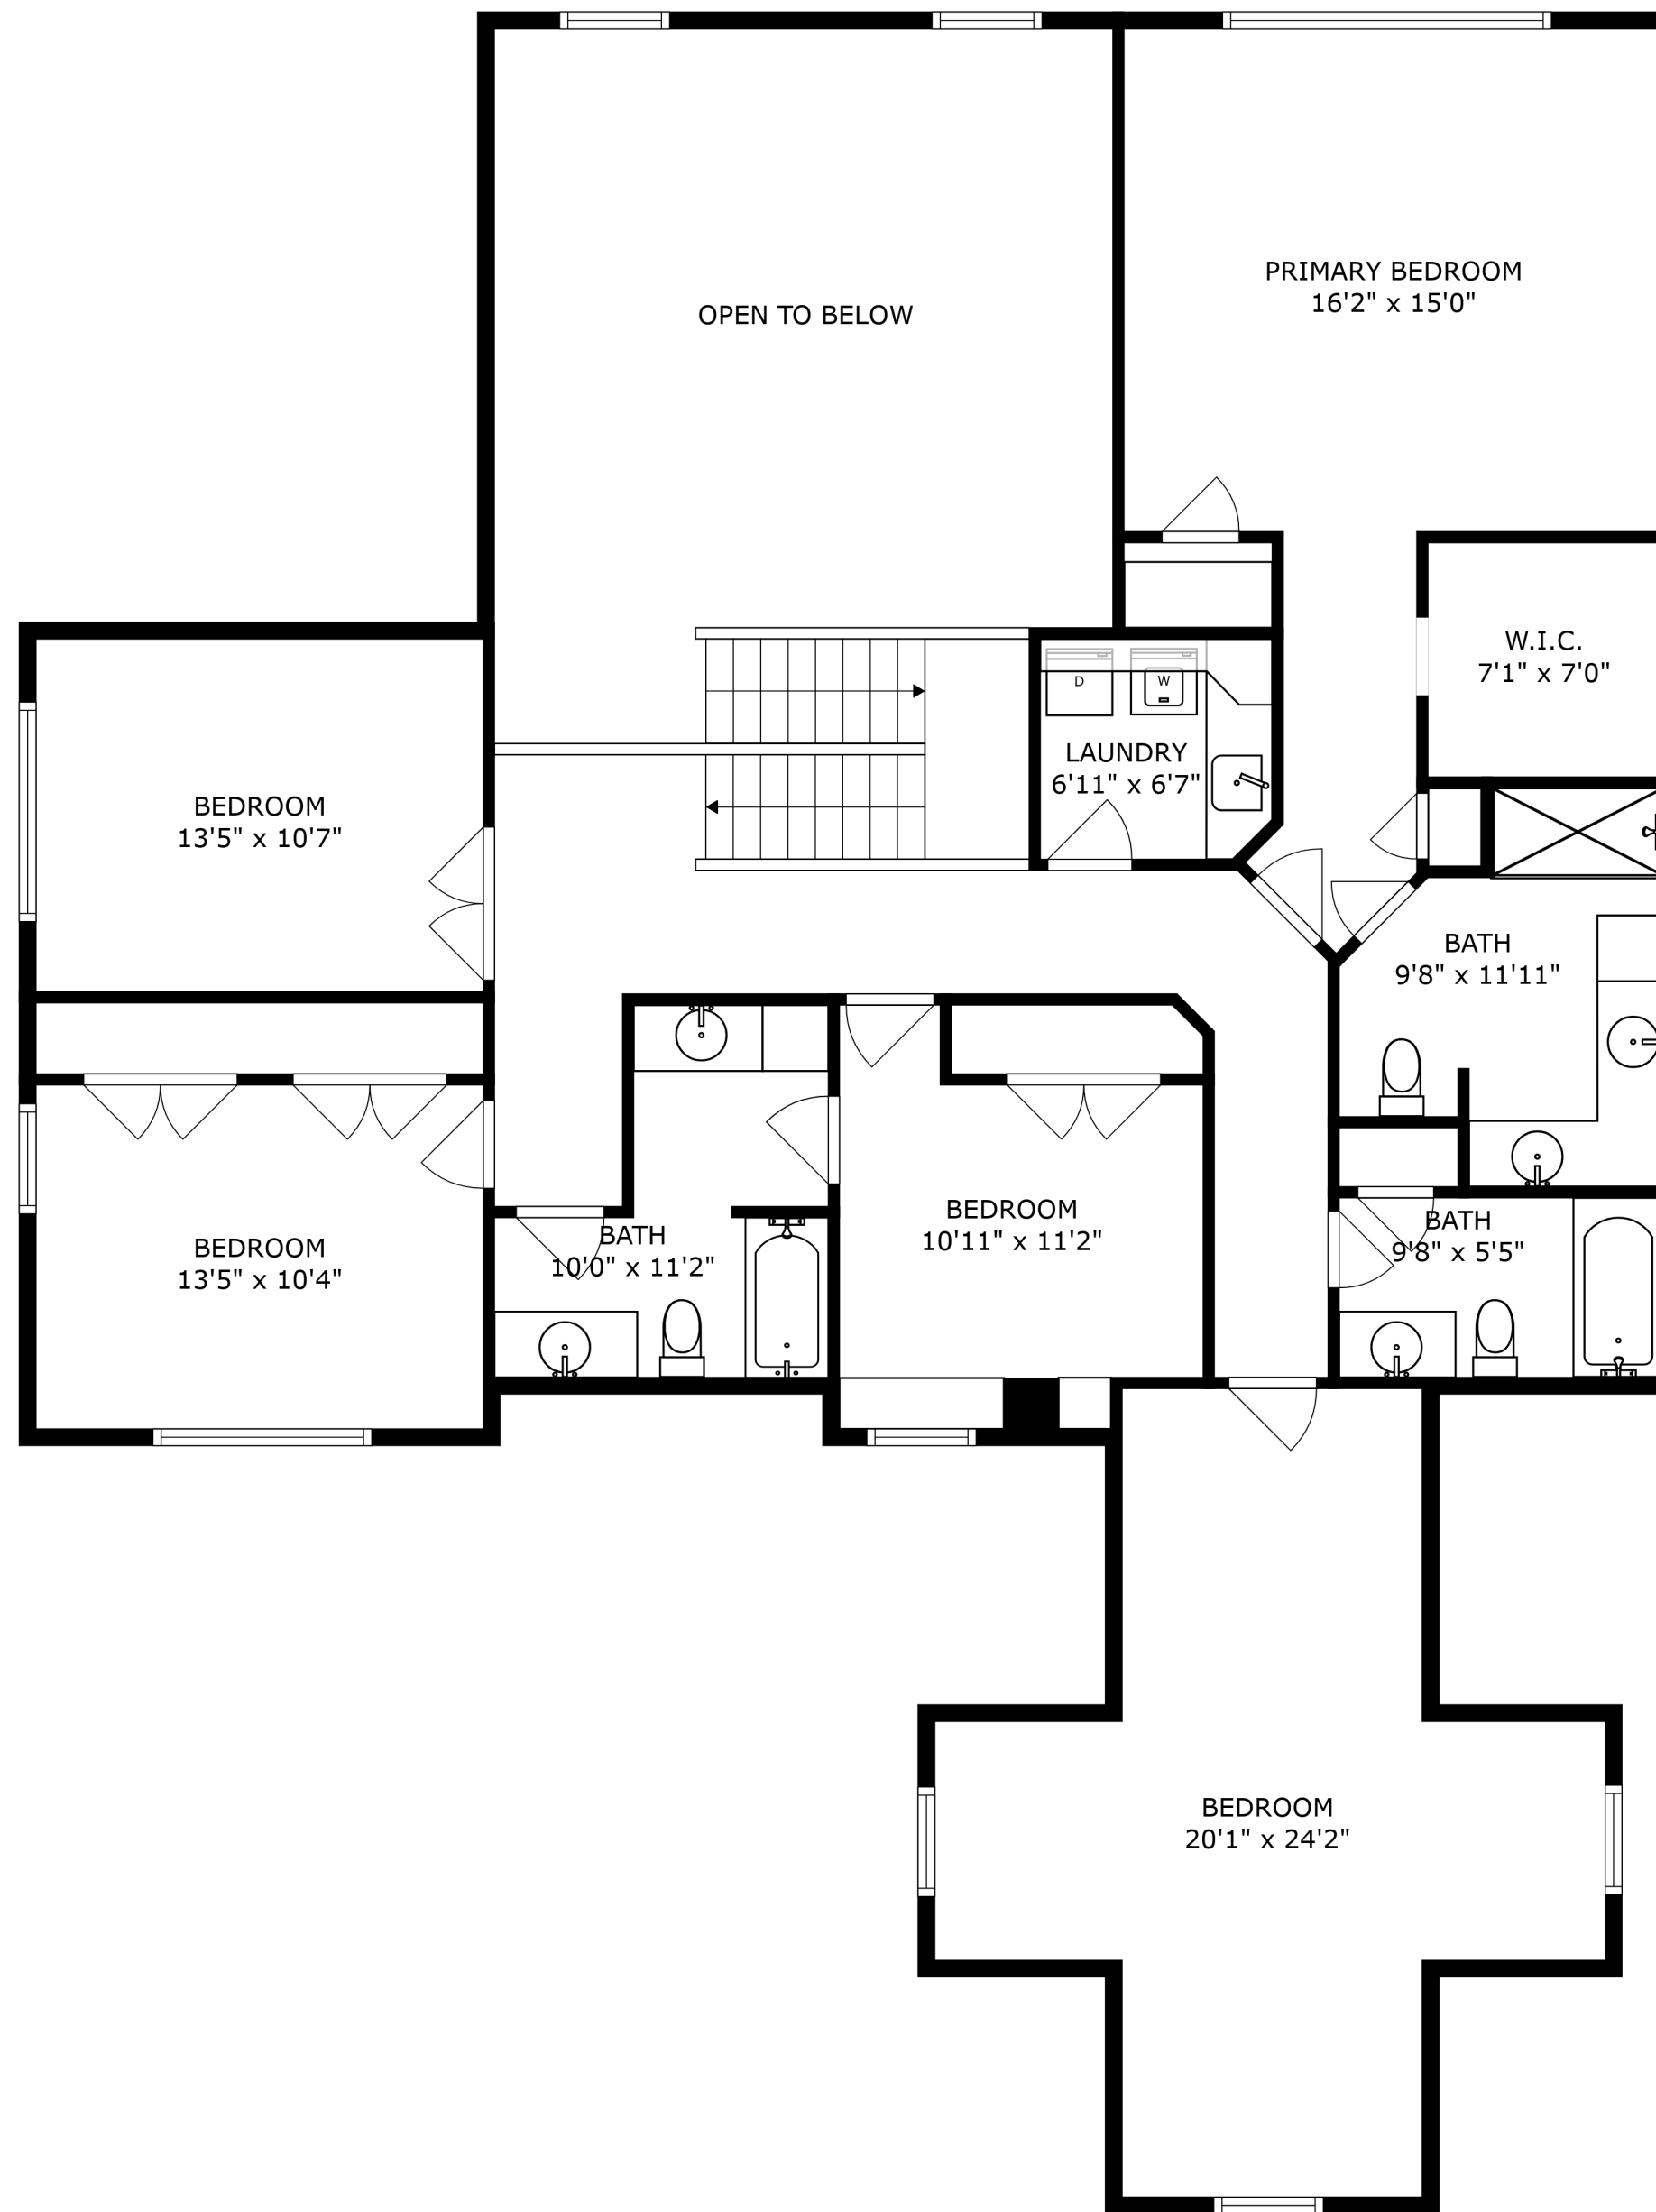 PRIMARY BEDROOM
16'2" x 15'0"
OPEN TO BELOW
W.I.C.
7'1" x 7'0"
D
W
LAUNDRY
6'11" x 6'7"
BEDROOM
13'5" x 10'7"
BATH
9'8" x 11'11"
BEDROOM
10'11" x 11'2"
BATH
9'8" x 5'5"
BATH
10'0" x 11'2"
BEDROOM
13'5" x 10'4"
BEDROOM
20'1" x 24'2"